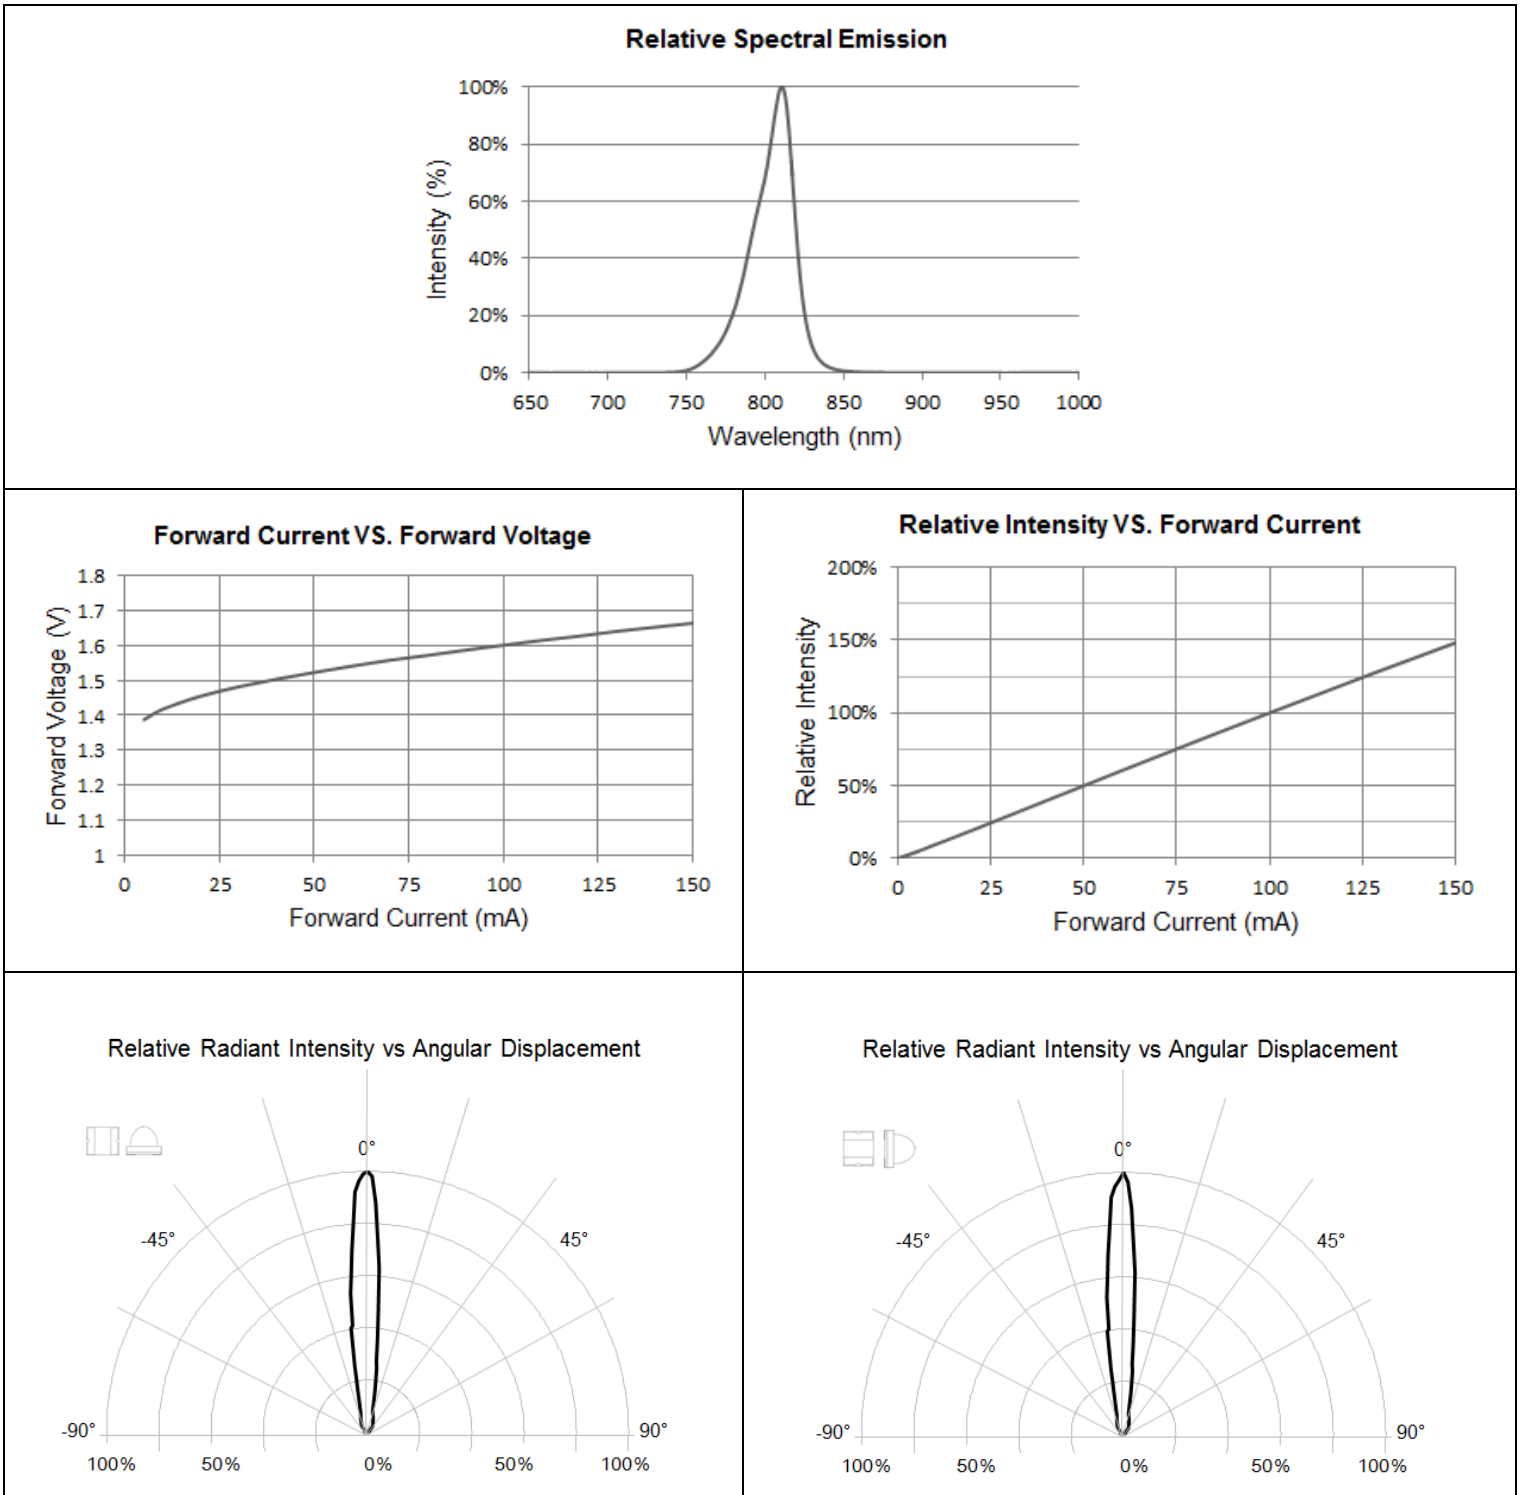 Relative Spectral Emission
100%
80%
60%
40%
20%
0%
Intensity (%)
650 700 750 800 850 900 950 1000
Wavelength (nm)
Forward Current VS. Forward Voltage
1.8
1.7
1.6
1.5
1.4
1.3
1.2
1.1
1
Forward Voltage (V)
0 25 50 75 100 125 150
Forward Current (mA)
Relative Intensity VS. Forward Current
200%
150%
100%
50%
0%
Relative Intensity
0 25 50 75 100 125 150
Forward Current (mA)
Relative Radiant Intensity vs Angular Displacement
0°
-45° 45°
-90° 90°
100% 50% 0% 50% 100%
Relative Radiant Intensity vs Angular Displacement
0°
-45° 45°
-90° 90°
100% 50% 0% 50% 100%